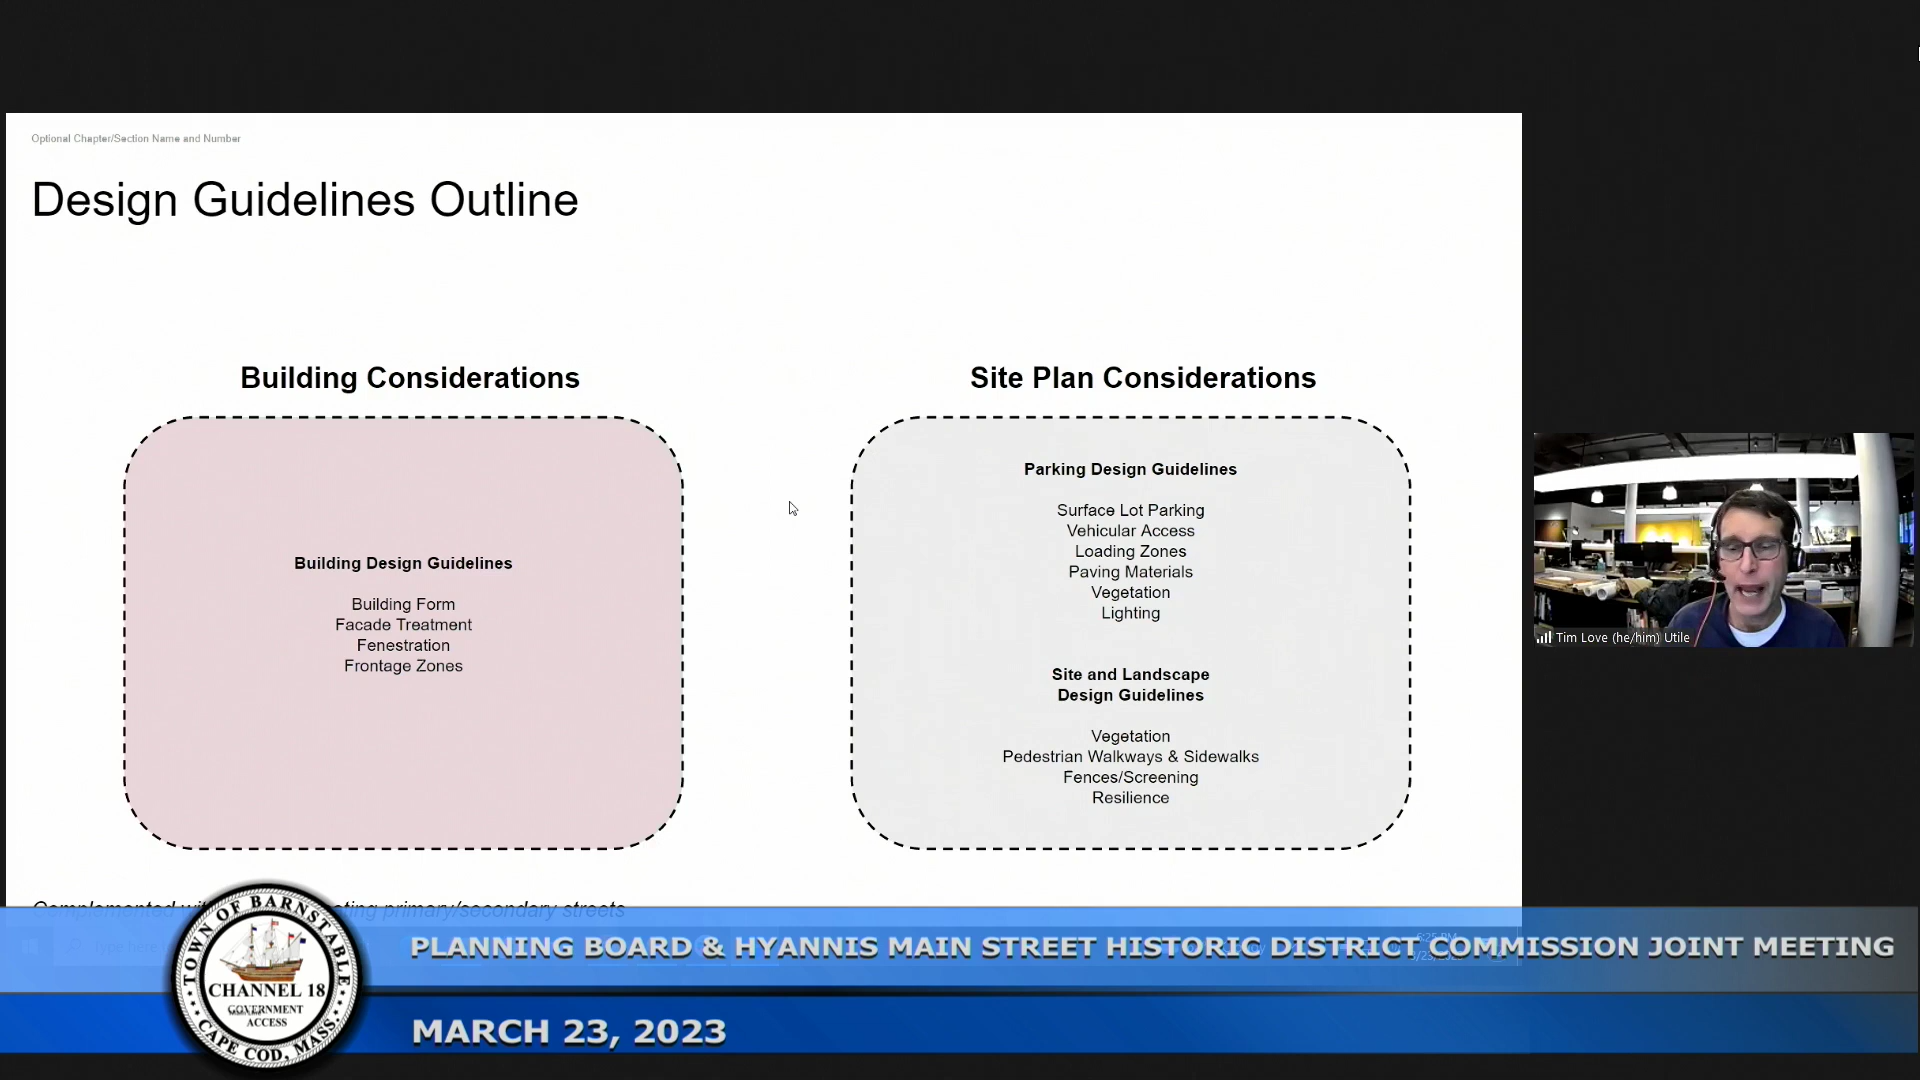 Optional Chapter/Section Name and Number
Design Guidelines Outline
Building Considerations
Building Design Guidelines
Building Form
Facade Treatment
Fenestration
Frontage Zones
Site Plan Considerations
Parking Design Guidelines
Surface Lot Parking
Vehicular Access
Loading Zones
Paving Materials
Vegetation
Lighting
Site and Landscape
Design Guidelines
Vegetation
Pedestrian Walkways & Sidewalks
Fences/Screening
Resilience
Tim Love (he/him) Utile
Complemented
primary/secondary streets
TOWN OF BARNSTABLE
CHANNEL 18
GOVERNMENT
ACCESS
CAPE COD, MASS.
PLANNING BOARD & HYANNIS MAIN STREET HISTORIC DISTRICT COMMISSION JOINT MEETING
MARCH 23, 2023